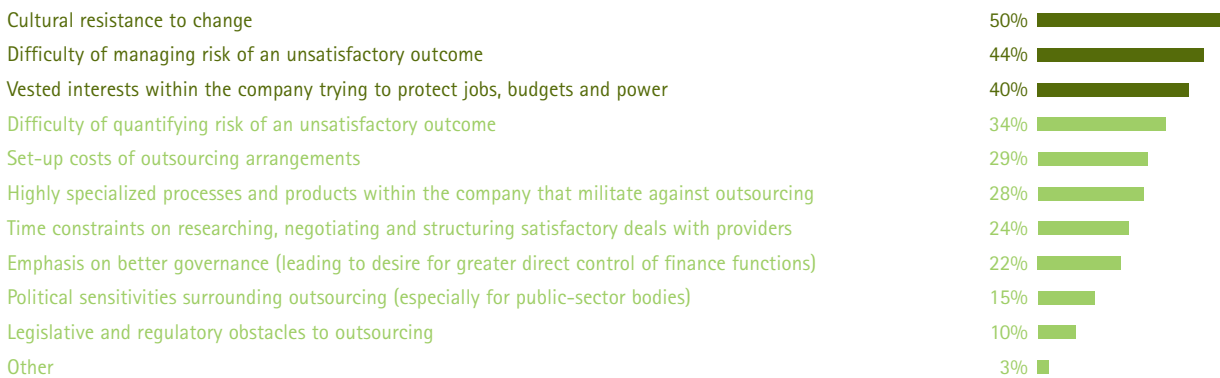 Cultural resistance to change 50%
Difficulty of managing risk of an unsatisfactory outcome 44%
Vested interests within the company trying to protect jobs, budgets and power 40%
Difficulty of quantifying risk of an unsatisfactory outcome 34%
Set-up costs of outsourcing arrangements 29%
Highly specialized processes and products within the company that militate against outsourcing 28%
Time constraints on researching, negotiating and structuring satisfactory deals with providers 24%
Emphasis on better governance (leading to desire for greater direct control of finance functions) 22%
Political sensitivities surrounding outsourcing (especially for public-sector bodies) 15%
Legislative and regulatory obstacles to outsourcing 10%
Other 3%